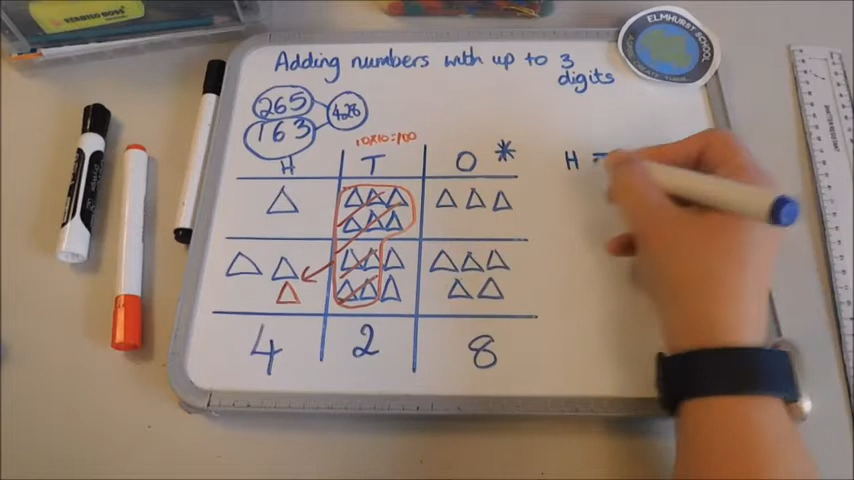 Adding numbers with up to 3
digits
265
428
163
10x10=100
H T O *
H T
4 2 8
ELMHURST SCHOOL